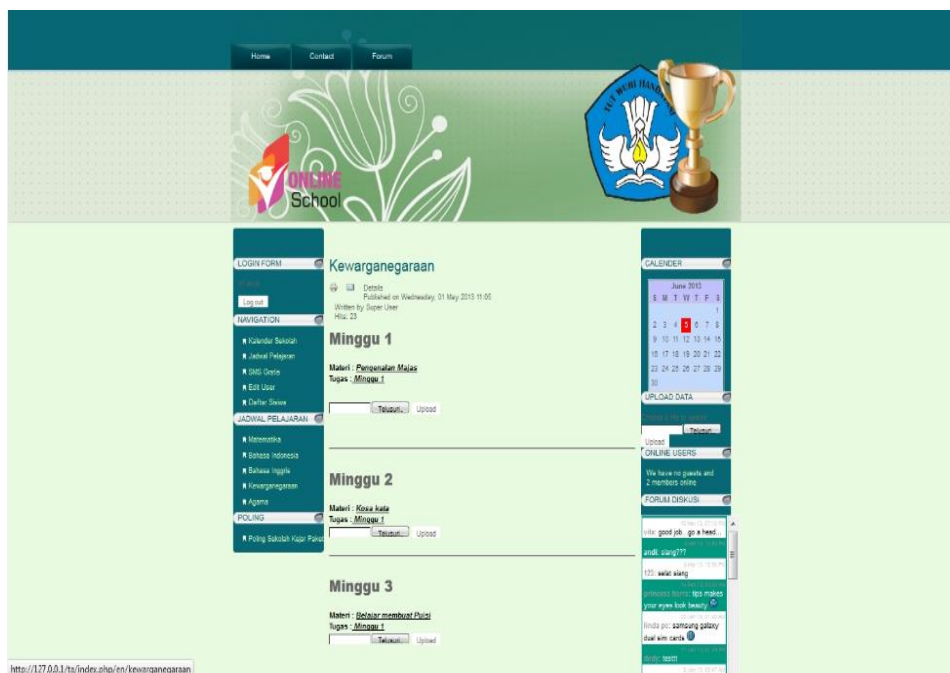 Home Contact Forum
TUT WURI HANDAYANI
ONLINE
School
LOGIN FORM
Log out
NAVIGATION
Kalender Sekolah
Jadwal Pelajaran
SMS Gratis
Edit User
Daftar Siswa
JADWAL PELAJARAN
Matematika
Bahasa Indonesia
Bahasa Inggris
Kewarganegaraan
Agama
POLING
Poling Sekolah Kejar Paket
Kewarganegaraan
Details
Published on Wednesday, 01 May 2013 11:05
Written by Super User
Hits: 23
Minggu 1
Materi : Pengenalan Majas
Tugas : Minggu 1
Telusuri.. Upload
Minggu 2
Materi : Kosa kata
Tugas : Minggu 1
Telusuri.. Upload
Minggu 3
Materi : Belajar membuat Puisi
Tugas : Minggu 1
Telusuri.. Upload
CALENDER
June 2013
S M T W T F S
1
2 3 4 5 6 7 8
9 10 11 12 13 14 15
16 17 18 19 20 21 22
23 24 25 26 27 28 29
30
UPLOAD DATA
Telusuri..
Upload
ONLINE USERS
We have no guests and
2 members online
FORUM DISKUSI
vita: good job.. go a head...
andi: siang???
123: selat siang
tips makes
your eyes look beauty
linda pc: samsung galaxy
dual sim cards
testtt
http://127.0.0.1/ta/index.php/en/kewarganegaraan